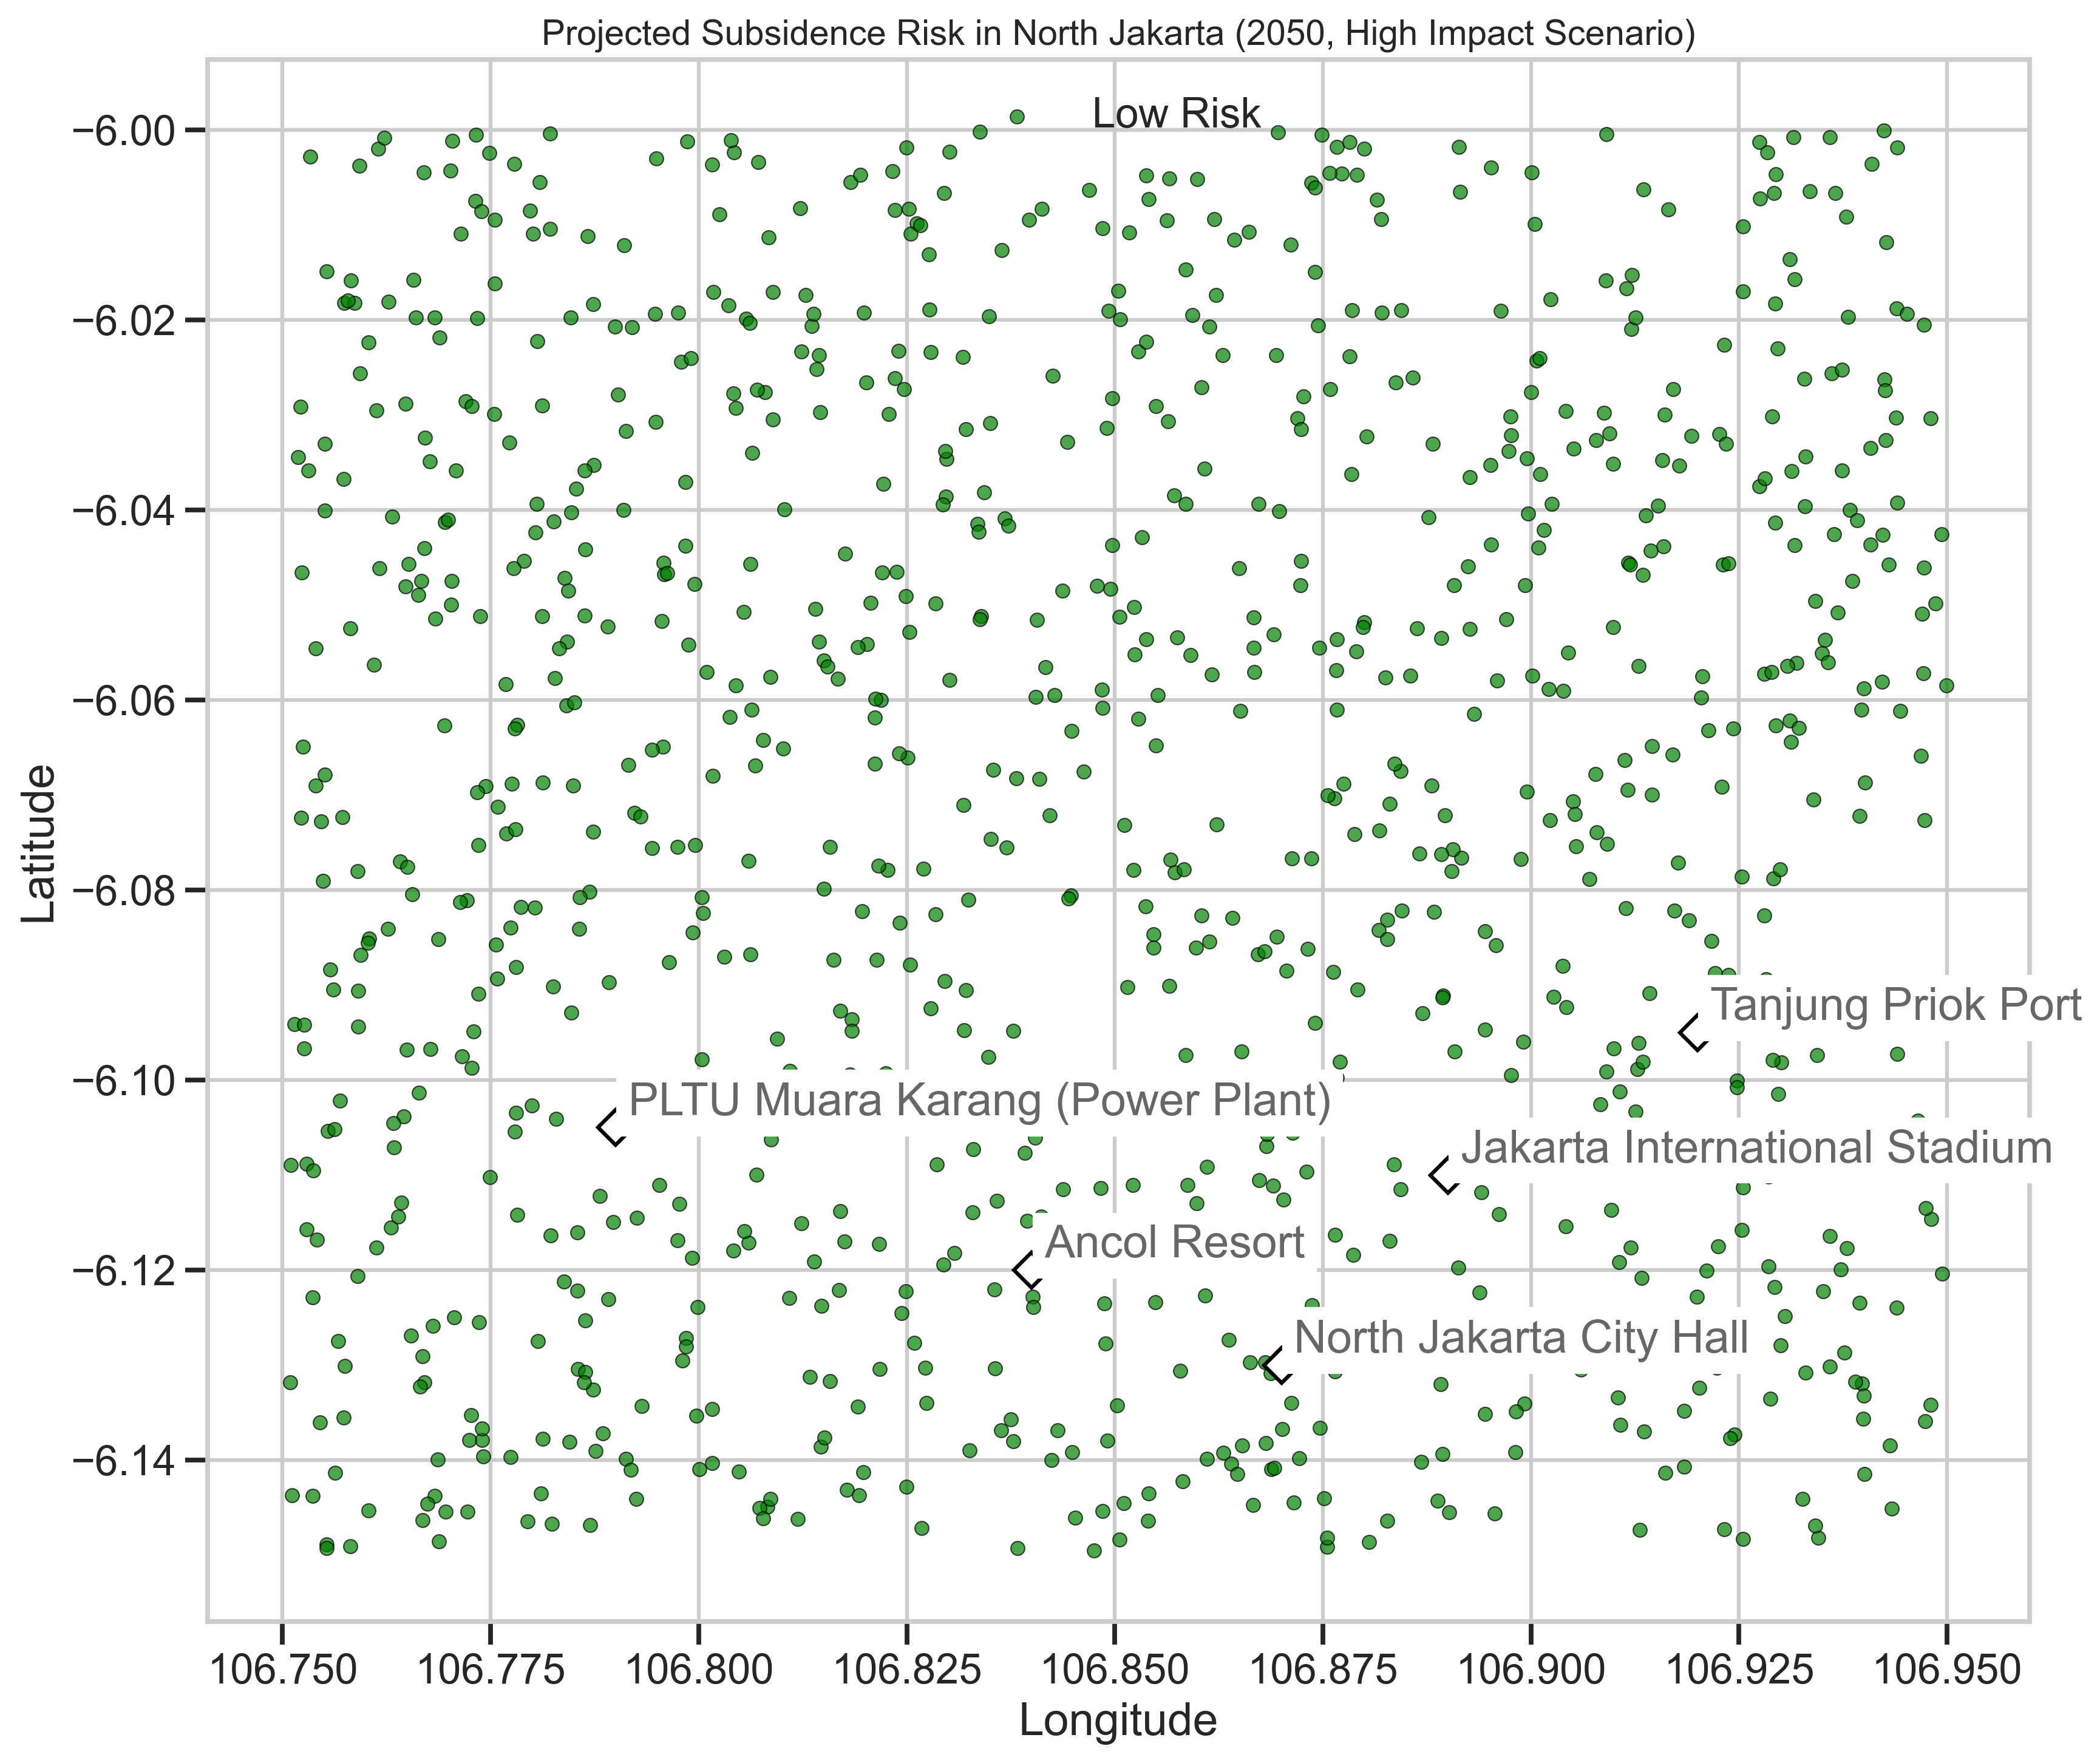 Projected Subsidence Risk in North Jakarta (2050, High Impact Scenario)
Low Risk
−6.00
−6.02
−6.04
−6.06
−6.08
−6.10
−6.12
−6.14
Latitude
Tanjung Priok Port
PLTU Muara Karang (Power Plant)
Jakarta International Stadium
Ancol Resort
North Jakarta City Hall
106.750 106.775 106.800 106.825 106.850 106.875 106.900 106.925 106.950
Longitude